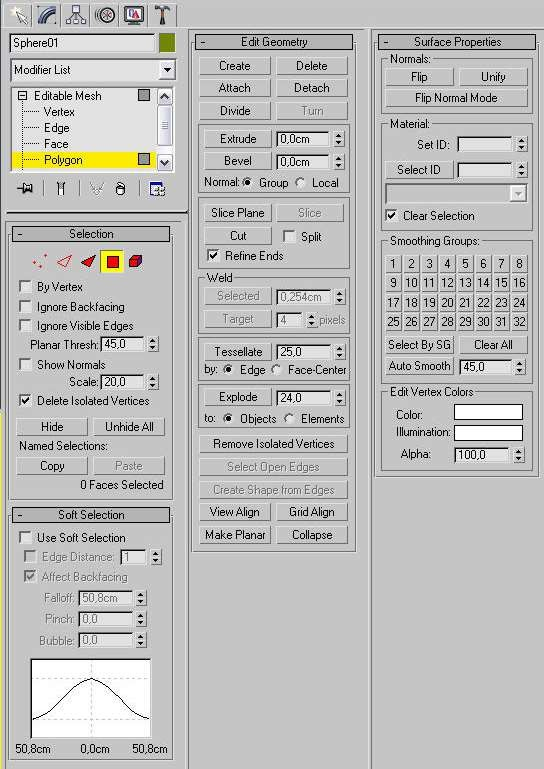 Sphere01
Modifier List
Editable Mesh
Vertex
Edge
Face
Polygon
- Selection
By Vertex
Ignore Backfacing
Ignore Visible Edges
Planar Thresh: 45,0
Show Normals
Scale: 20,0
Delete Isolated Vertices
Hide Unhide All
Named Selections:
Copy Paste
0 Faces Selected
- Soft Selection
Use Soft Selection
Edge Distance: 1
Affect Backfacing
Falloff: 50,8cm
Pinch: 0,0
Bubble: 0,0
50,8cm 0,0cm 50,8cm
- Edit Geometry
Create Delete
Attach Detach
Divide Turn
Extrude 0,0cm
Bevel 0,0cm
Normal: Group Local
Slice Plane Slice
Cut Split
Refine Ends
Weld
Selected 0,254cm
Target 4 pixels
Tessellate 25,0
by: Edge Face-Center
Explode 24,0
to: Objects Elements
Remove Isolated Vertices
Select Open Edges
Create Shape from Edges
View Align Grid Align
Make Planar Collapse
- Surface Properties
Normals:
Flip Unify
Flip Normal Mode
Material:
Set ID:
Select ID
Clear Selection
Smoothing Groups:
1 2 3 4 5 6 7 8
9 10 11 12 13 14 15 16
17 18 19 20 21 22 23 24
25 26 27 28 29 30 31 32
Select By SG Clear All
Auto Smooth 45,0
Edit Vertex Colors
Color:
Illumination:
Alpha: 100,0